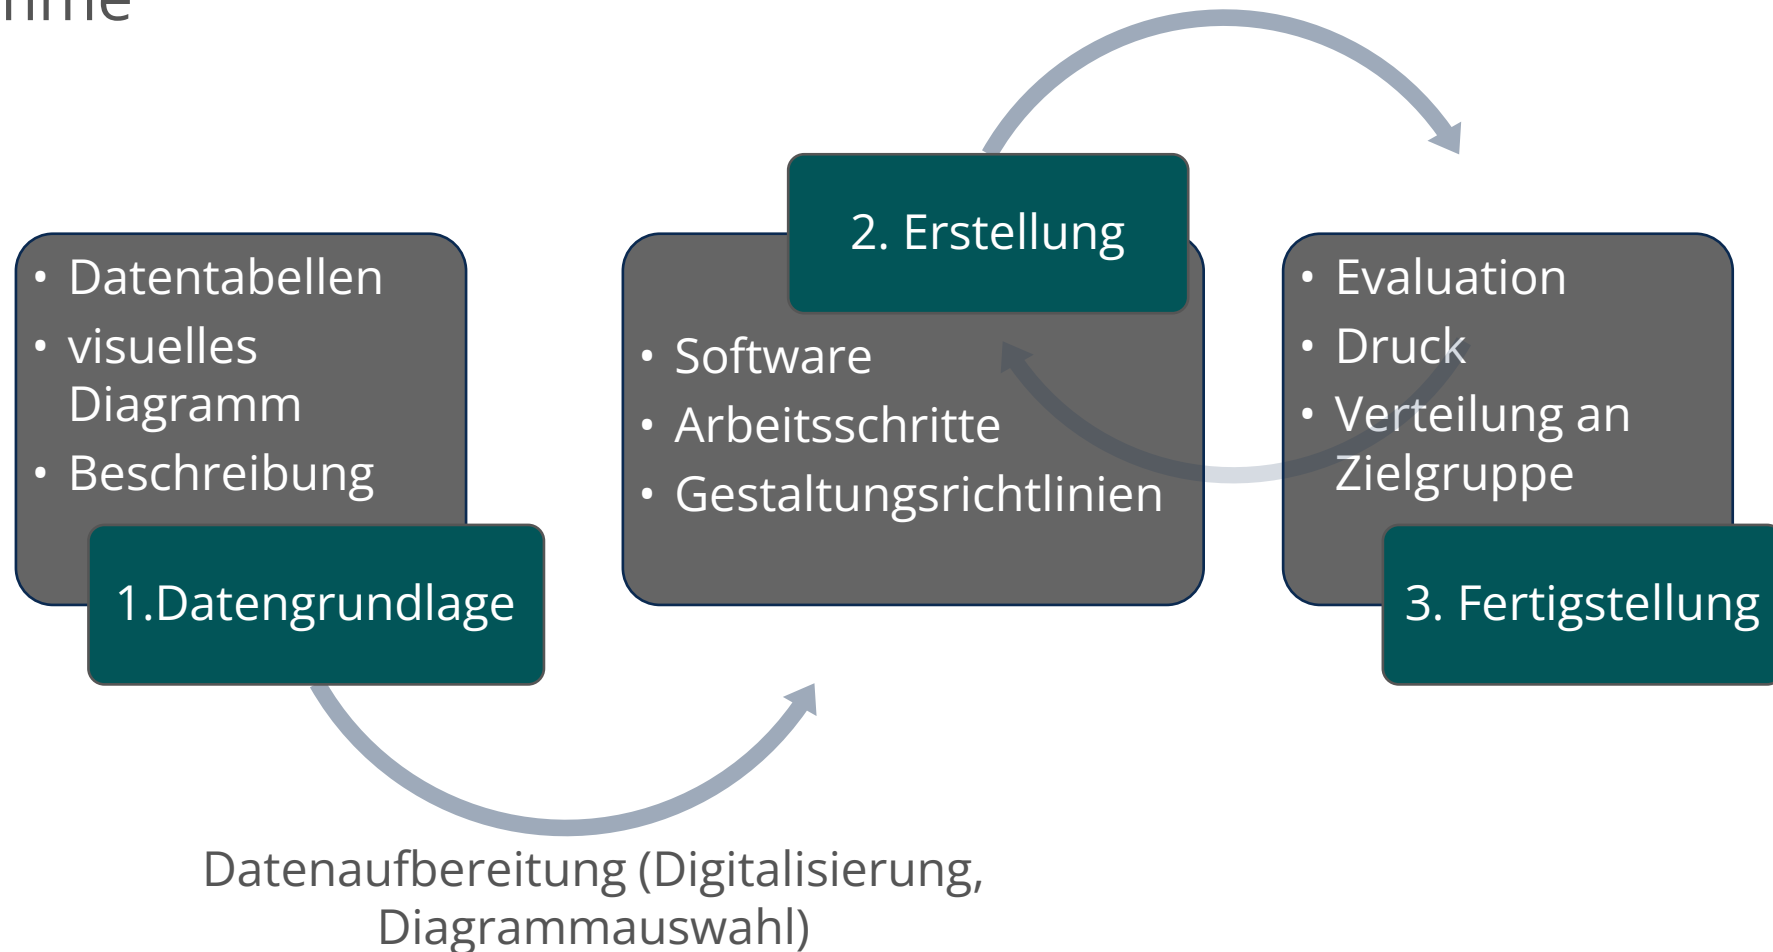 • Datentabellen
• visuelles
Diagramm
• Beschreibung
1.Datengrundlage
2. Erstellung
• Software
• Arbeitsschritte
• Gestaltungsrichtlinien
• Evaluation
• Druck
• Verteilung an
Zielgruppe
3. Fertigstellung
Datenaufbereitung (Digitalisierung,
Diagrammauswahl)